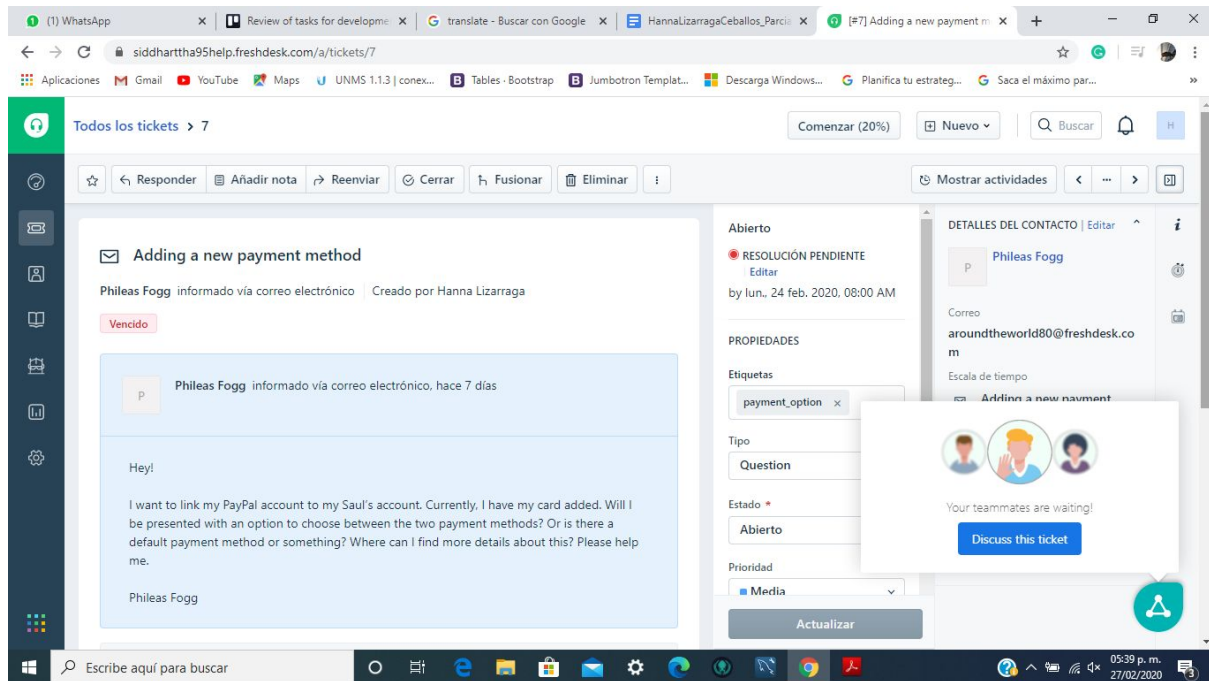 (1) WhatsApp
Review of tasks for developme
translate - Buscar con Google
HannaLizarragaCeballos_Parcia
[#7] Adding a new payment m
siddharttha95help.freshdesk.com/a/tickets/7
Aplicaciones
Gmail
YouTube
Maps
UNMS 1.1.3 | conex...
Tables · Bootstrap
Jumbotron Templat...
Descarga Windows...
Planifica tu estrateg...
Saca el máximo par...
Todos los tickets > 7
Comenzar (20%)
Nuevo
Buscar
H
Responder
Añadir nota
Reenviar
Cerrar
Fusionar
Eliminar
Mostrar actividades
Adding a new payment method
Phileas Fogg informado vía correo electrónico
Creado por Hanna Lizarraga
Vencido
P
Phileas Fogg informado vía correo electrónico, hace 7 días
Hey!
I want to link my PayPal account to my Saul's account. Currently, I have my card added. Will I
be presented with an option to choose between the two payment methods? Or is there a
default payment method or something? Where can I find more details about this? Please help
me.
Phileas Fogg
Abierto
RESOLUCIÓN PENDIENTE
Editar
by lun., 24 feb. 2020, 08:00 AM
PROPIEDADES
Etiquetas
payment_option ×
Tipo
Question
Estado *
Abierto
Prioridad
Media
Actualizar
DETALLES DEL CONTACTO | Editar
P
Phileas Fogg
Correo
aroundtheworld80@freshdesk.co
m
Escala de tiempo
Adding a new payment
Your teammates are waiting!
Discuss this ticket
Escribe aquí para buscar
05:39 p. m.
27/02/2020
3